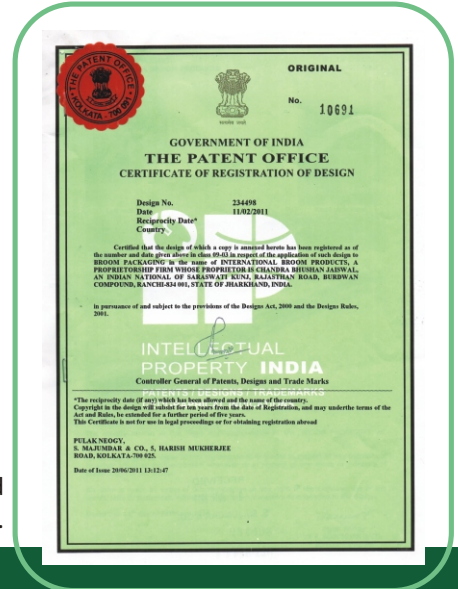 THE PATENT OFFICE
KOLKATA - 700 091
ORIGINAL
No. 10691
GOVERNMENT OF INDIA
THE PATENT OFFICE
CERTIFICATE OF REGISTRATION OF DESIGN
Design No. 234498
Date 11/02/2011
Reciprocity Date*
Country
Certified that the design of which a copy is annexed hereto has been registered as of
the number and date given above in class 09-03 in respect of the application of such design to
BROOM PACKAGING in the name of INTERNATIONAL BROOM PRODUCTS, A
PROPRIETORSHIP FIRM WHOSE PROPRIETOR IS CHANDRA BHUSHAN JAISWAL,
AN INDIAN NATIONAL OF SARASWATI KUNJ, RAJASTHAN ROAD, BURDWAN
COMPOUND, RANCHI-834 001, STATE OF JHARKHAND, INDIA.
in pursuance of and subject to the provisions of the Designs Act, 2000 and the Designs Rules,
2001.
INTELLECTUAL
PROPERTY INDIA
Controller General of Patents, Designs and Trade Marks
PATENTS / DESIGNS / TRADEMARKS
*The reciprocity date (if any) which has been allowed and the name of the country.
Copyright in the design will subsist for ten years from the date of Registration, and may underthe terms of the
Act and Rules, be extended for a further period of five years.
This Certificate is not for use in legal proceedings or for obtaining registration abroad
PULAK NEOGY,
S. MAJUMDAR & CO., 5, HARISH MUKHERJEE
ROAD, KOLKATA-700 025.
Date of Issue 20/06/2011 13:12:47